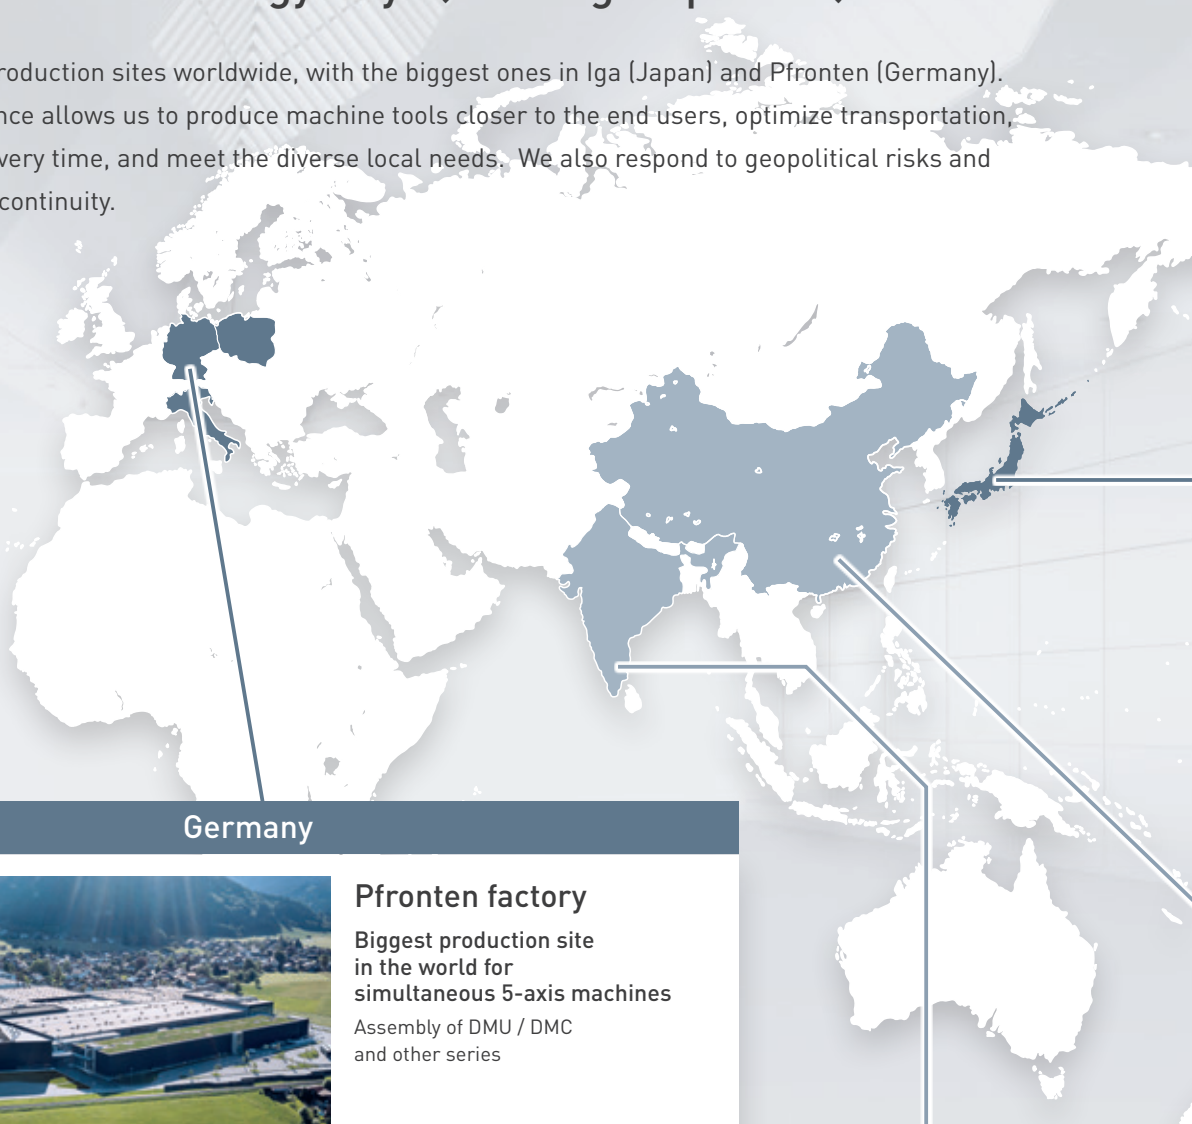 roduction sites worldwide, with the biggest ones in Iga (Japan) and Pfronten (Germany).
nce allows us to produce machine tools closer to the end users, optimize transportation,
very time, and meet the diverse local needs. We also respond to geopolitical risks and
continuity.
Germany
Pfronten factory
Biggest production site
in the world for
simultaneous 5-axis machines
Assembly of DMU / DMC
and other series